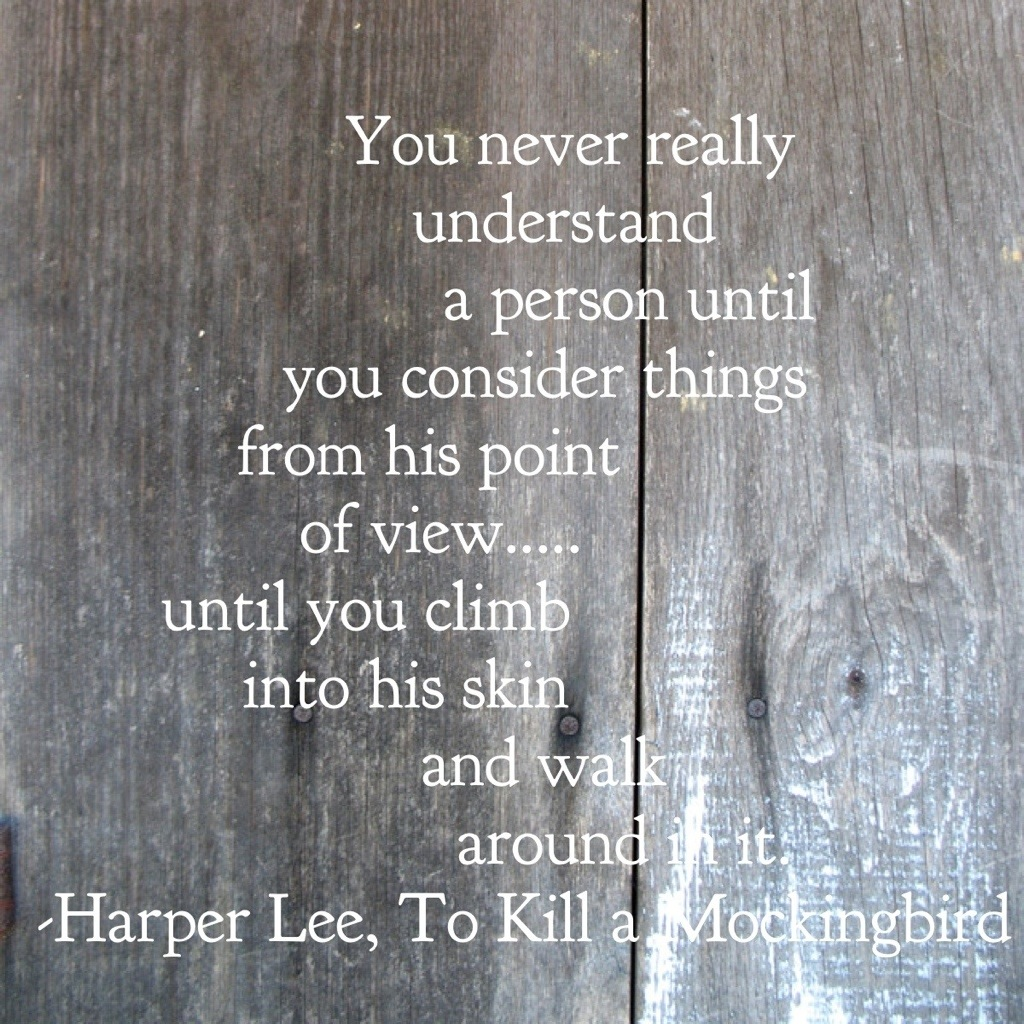 You never really
understand
a person until
you consider things
from his point
of view.....
until you climb
into his skin
and walk
around in it.
-Harper Lee, To Kill a Mockingbird